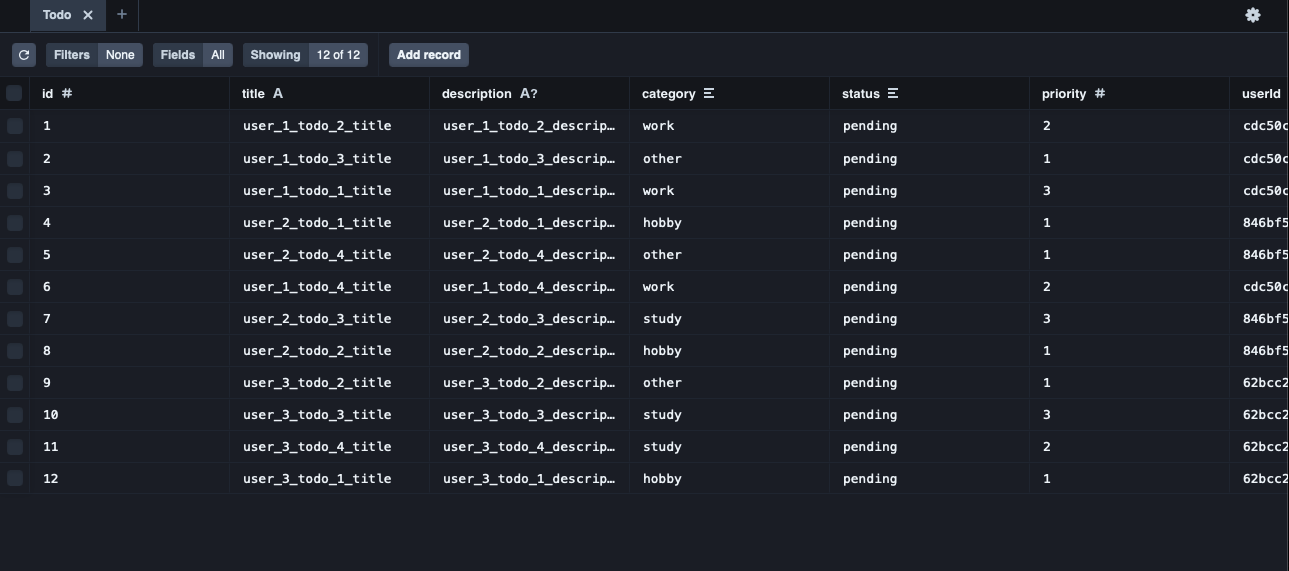 Todo
Filters None Fields All Showing 12 of 12 Add record
id # title A description A? category status priority # userId
1 user_1_todo_2_title user_1_todo_2_descrip… work pending 2 cdc50c
2 user_1_todo_3_title user_1_todo_3_descrip… other pending 1 cdc50c
3 user_1_todo_1_title user_1_todo_1_descrip… work pending 3 cdc50c
4 user_2_todo_1_title user_2_todo_1_descrip… hobby pending 1 846bf5
5 user_2_todo_4_title user_2_todo_4_descrip… other pending 1 846bf5
6 user_1_todo_4_title user_1_todo_4_descrip… work pending 2 cdc50c
7 user_2_todo_3_title user_2_todo_3_descrip… study pending 3 846bf5
8 user_2_todo_2_title user_2_todo_2_descrip… hobby pending 1 846bf5
9 user_3_todo_2_title user_3_todo_2_descrip… other pending 1 62bcc2
10 user_3_todo_3_title user_3_todo_3_descrip… study pending 3 62bcc2
11 user_3_todo_4_title user_3_todo_4_descrip… study pending 2 62bcc2
12 user_3_todo_1_title user_3_todo_1_descrip… hobby pending 1 62bcc2